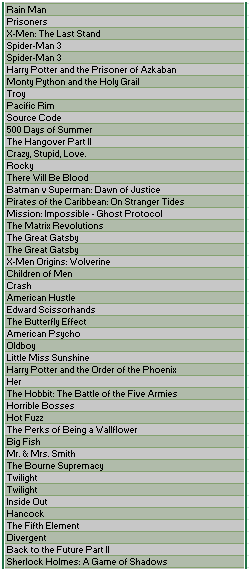 Rain Man
Prisoners
X-Men: The Last Stand
Spider-Man 3
Spider-Man 3
Harry Potter and the Prisoner of Azkaban
Monty Python and the Holy Grail
Troy
Pacific Rim
Source Code
500 Days of Summer
The Hangover Part II
Crazy, Stupid, Love.
Rocky
There Will Be Blood
Batman v Superman: Dawn of Justice
Pirates of the Caribbean: On Stranger Tides
Mission: Impossible - Ghost Protocol
The Matrix Revolutions
The Great Gatsby
The Great Gatsby
X-Men Origins: Wolverine
Children of Men
Crash
American Hustle
Edward Scissorhands
The Butterfly Effect
American Psycho
Oldboy
Little Miss Sunshine
Harry Potter and the Order of the Phoenix
Her
The Hobbit: The Battle of the Five Armies
Horrible Bosses
Hot Fuzz
The Perks of Being a Wallflower
Big Fish
Mr. & Mrs. Smith
The Bourne Supremacy
Twilight
Twilight
Inside Out
Hancock
The Fifth Element
Divergent
Back to the Future Part II
Sherlock Holmes: A Game of Shadows